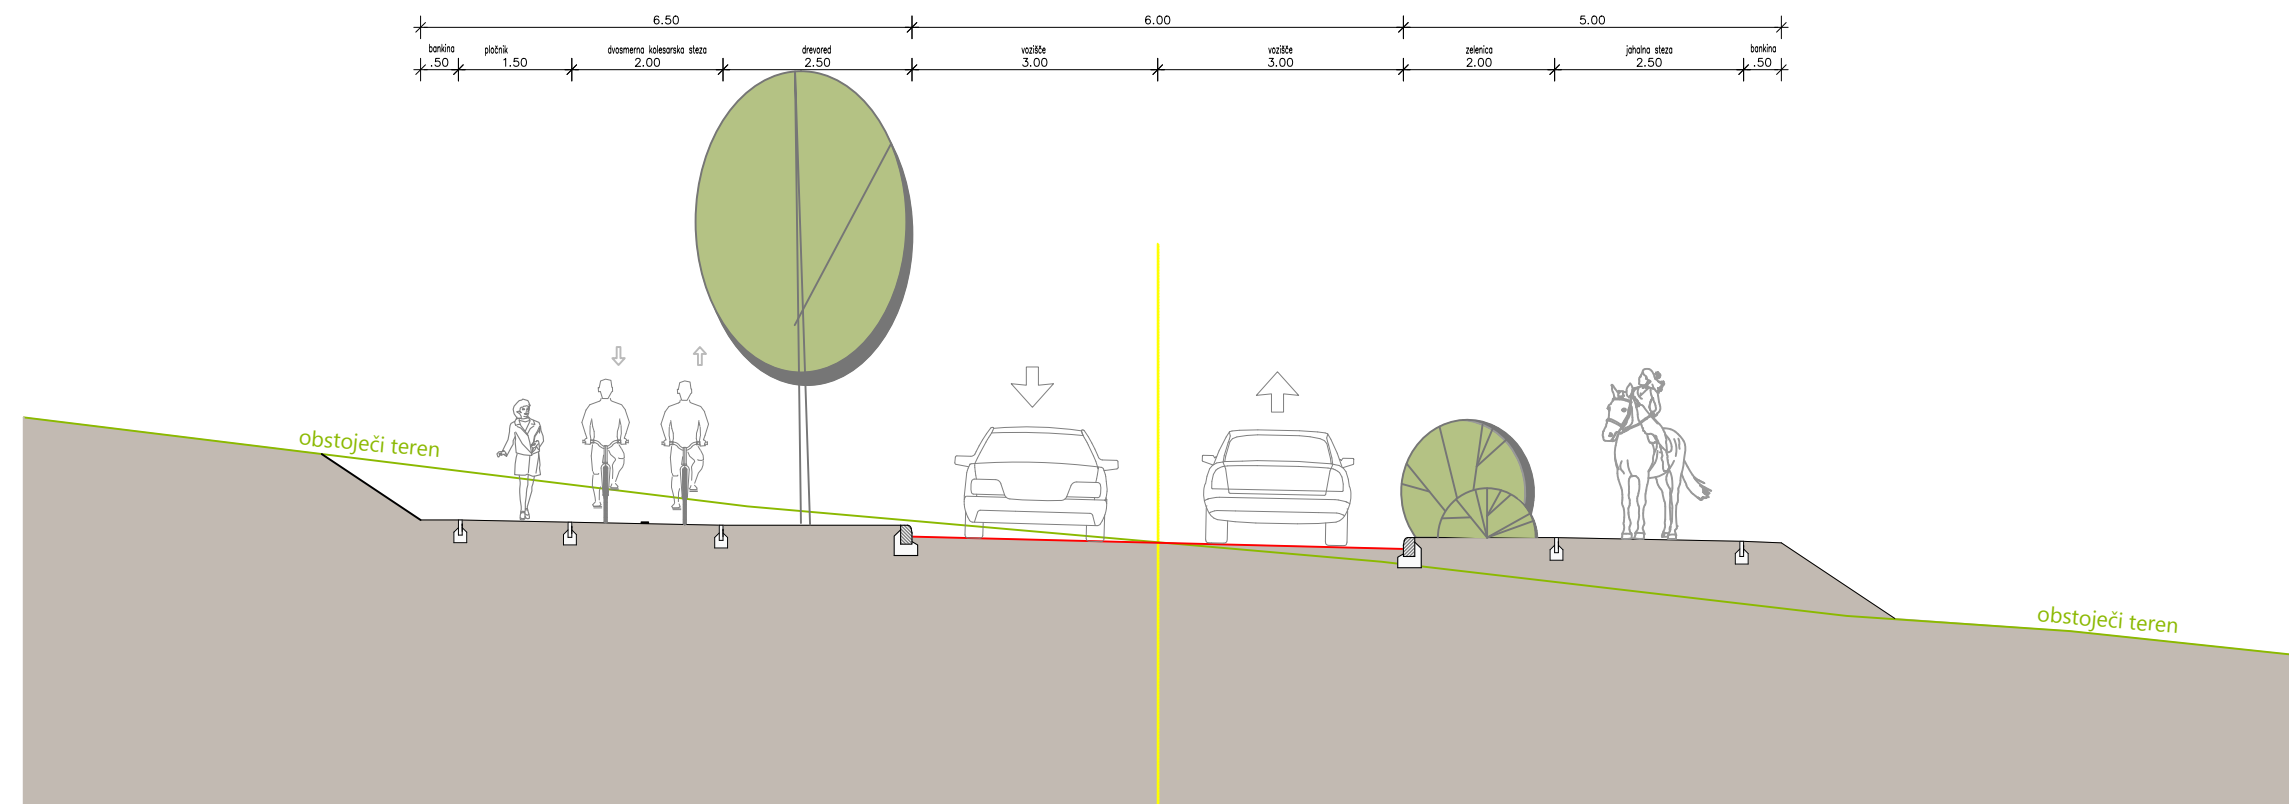 6.50 6.00 5.00
bankina pločnik dvosmerna kolesarska steza drevored vozišče vozišče zelenica jahalna steza bankina
.50 1.50 2.00 2.50 3.00 3.00 2.00 2.50 .50
obstoječi teren
obstoječi teren